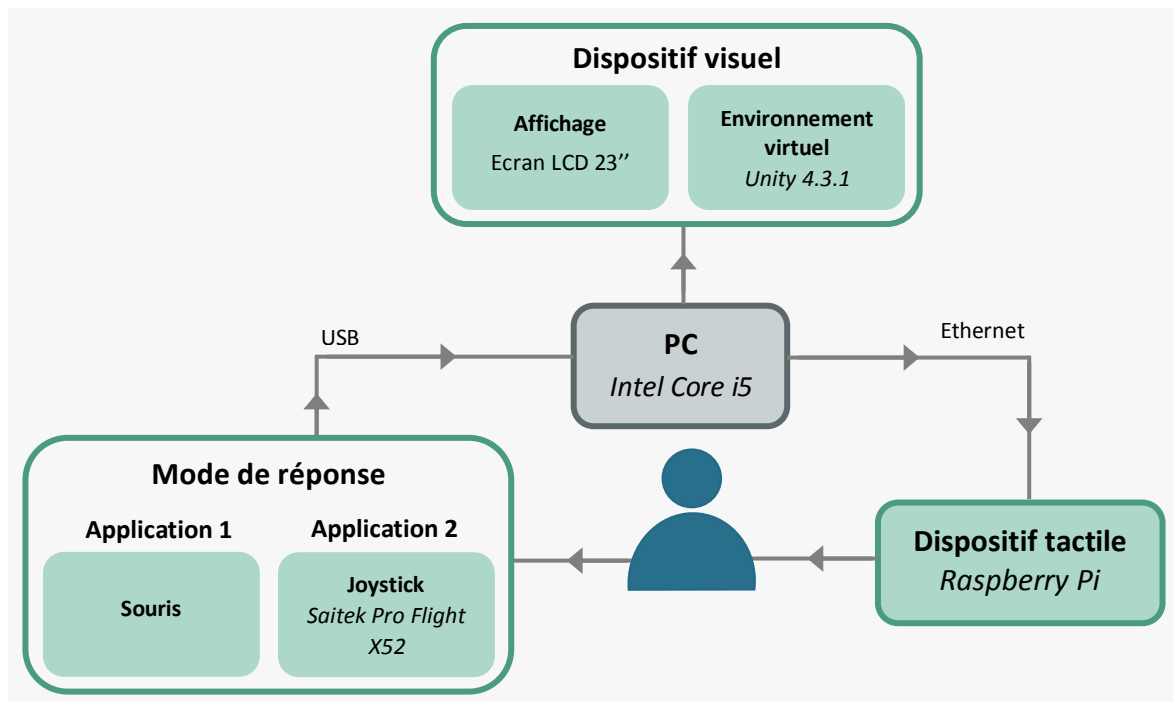 Dispositif visuel
Affichage
Ecran LCD 23’’
Environnement
virtuel
Unity 4.3.1
USB
PC
Intel Core i5
Ethernet
Mode de réponse
Application 1
Souris
Application 2
Joystick
Saitek Pro Flight
X52
Dispositif tactile
Raspberry Pi